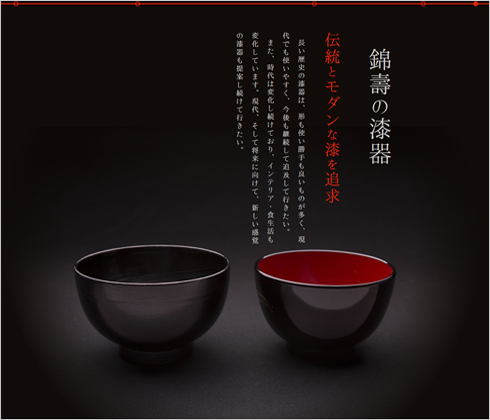 錦壽の漆器
伝統とモダンな漆を追求
長い歴史の漆器は、形も使い勝手も良いものが多く、現
代でも使いやすく、今後も継続して追及して行きたい。
また、時代は変化し続けており、インテリア・食生活も
変化しています。現代、そして将来に向けて、新しい感覚
の漆器も提案し続けて行きたい。